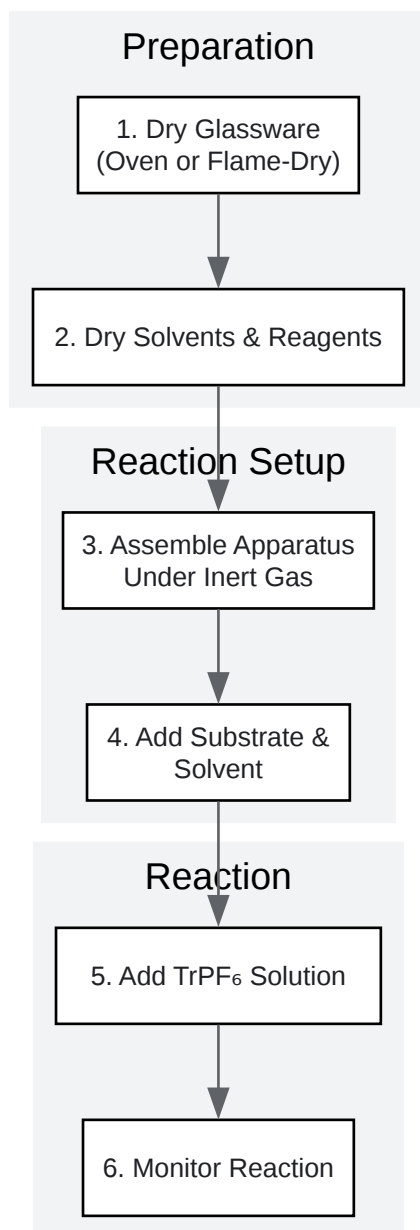 Preparation
1. Dry Glassware
(Oven or Flame-Dry)
2. Dry Solvents & Reagents
Reaction Setup
3. Assemble Apparatus
Under Inert Gas
4. Add Substrate &
Solvent
Reaction
5. Add TrPF₆ Solution
6. Monitor Reaction